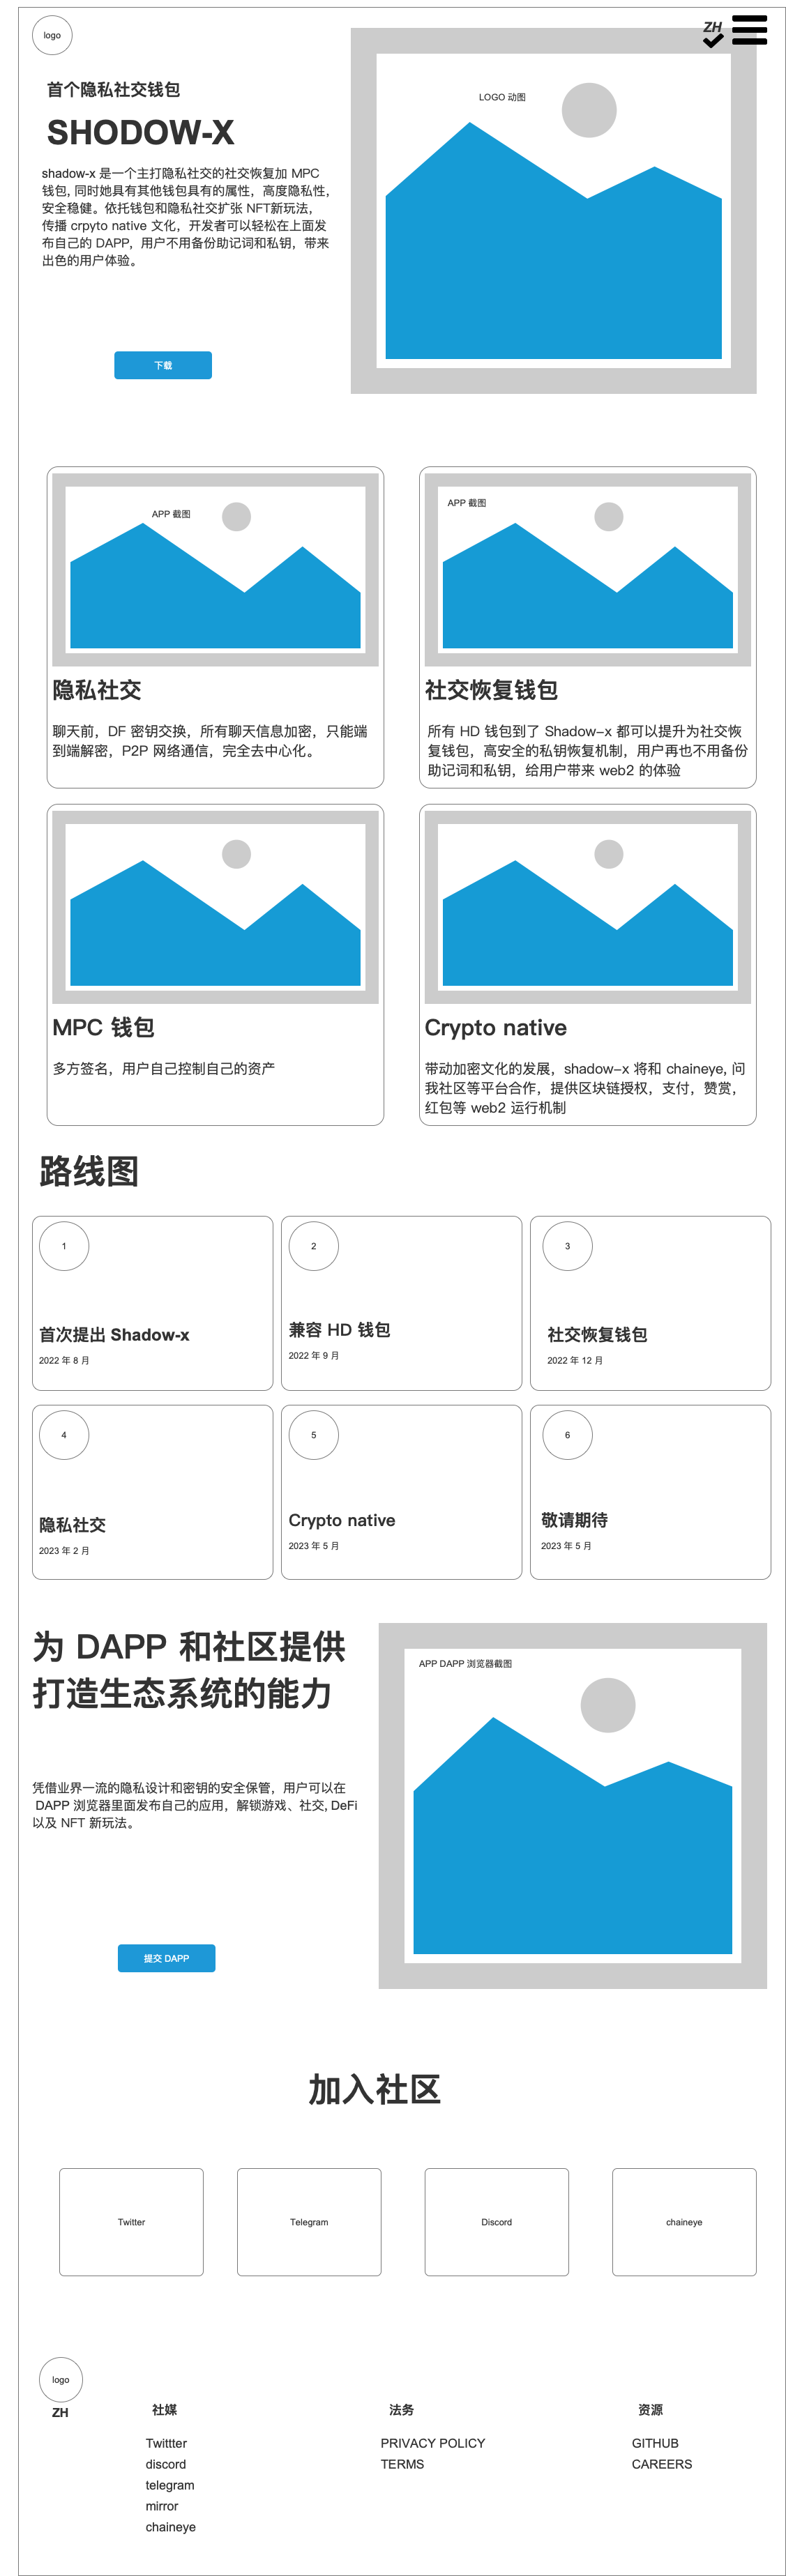 logo
ZH
首个隐私社交钱包
SHODOW-X
shadow-x 是一个主打隐私社交的社交恢复加 MPC
钱包, 同时她具有其他钱包具有的属性，高度隐私性，
安全稳健。依托钱包和隐私社交扩张 NFT新玩法，
传播 crpyto native 文化，开发者可以轻松在上面发
布自己的 DAPP，用户不用备份助记词和私钥，带来
出色的用户体验。
下载
LOGO 动图
APP 截图
隐私社交
聊天前，DF 密钥交换，所有聊天信息加密，只能端
到端解密，P2P 网络通信，完全去中心化。
APP 截图
社交恢复钱包
所有 HD 钱包到了 Shadow-x 都可以提升为社交恢
复钱包，高安全的私钥恢复机制，用户再也不用备份
助记词和私钥，给用户带来 web2 的体验
MPC 钱包
多方签名，用户自己控制自己的资产
Crypto native
带动加密文化的发展，shadow-x 将和 chaineye, 问
我社区等平台合作，提供区块链授权，支付，赞赏，
红包等 web2 运行机制
路线图
1
首次提出 Shadow-x
2022 年 8 月
2
兼容 HD 钱包
2022 年 9 月
3
社交恢复钱包
2022 年 12 月
4
隐私社交
2023 年 2 月
5
Crypto native
2023 年 5 月
6
敬请期待
2023 年 5 月
为 DAPP 和社区提供
打造生态系统的能力
凭借业界一流的隐私设计和密钥的安全保管，用户可以在
DAPP 浏览器里面发布自己的应用，解锁游戏、社交, DeFi
以及 NFT 新玩法。
提交 DAPP
APP DAPP 浏览器截图
加入社区
Twitter
Telegram
Discord
chaineye
logo
ZH
社媒
Twittter
discord
telegram
mirror
chaineye
法务
PRIVACY POLICY
TERMS
资源
GITHUB
CAREERS